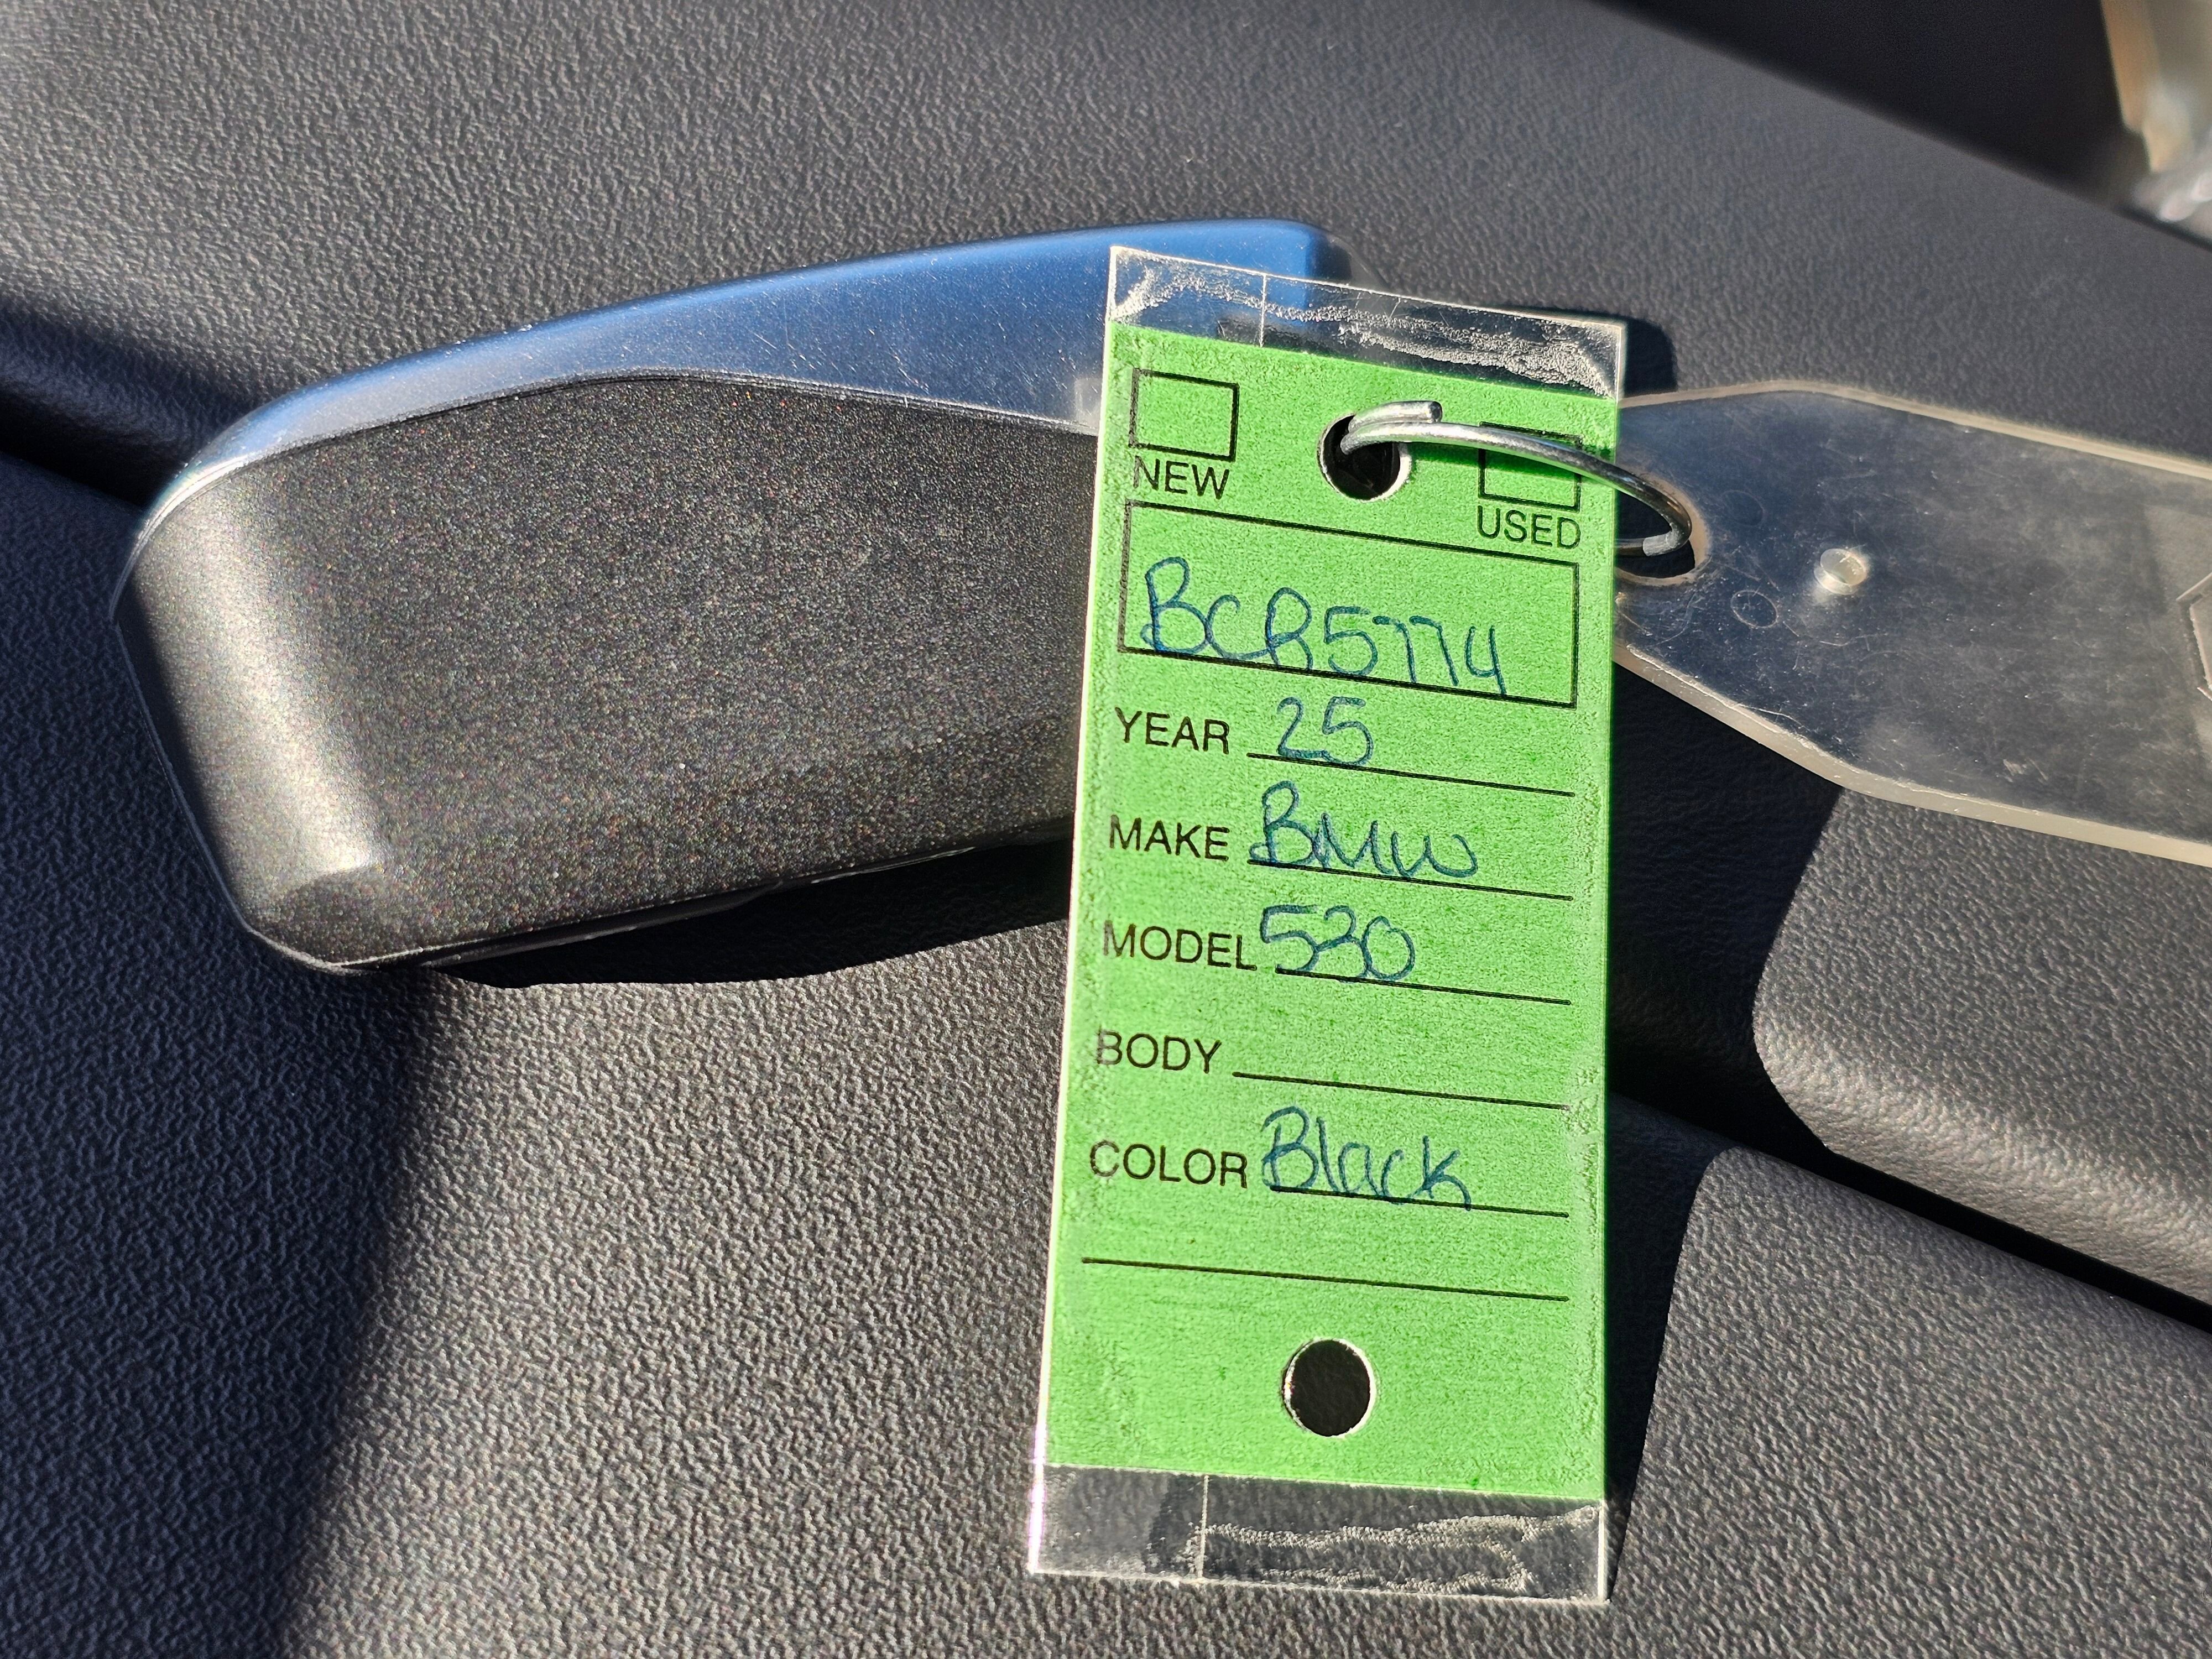 NEW USED
BCR5774
YEAR 25
MAKE BMW
MODEL 530
BODY
COLOR Black